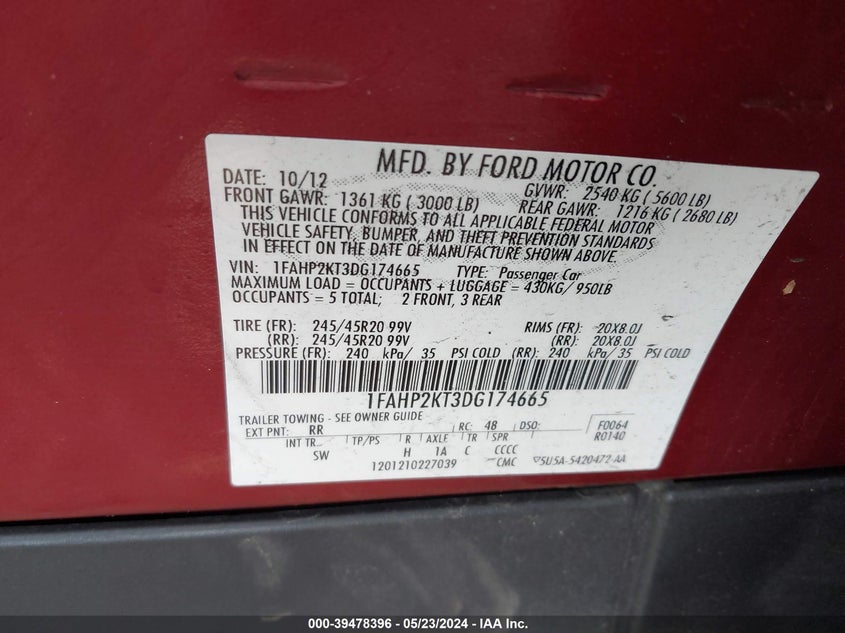 MFD. BY FORD MOTOR CO.
DATE: 10/12 GVWR: 2540 KG ( 5600 LB)
FRONT GAWR: 1361 KG ( 3000 LB) REAR GAWR: 1216 KG ( 2680 LB)
THIS VEHICLE CONFORMS TO ALL APPLICABLE FEDERAL MOTOR
VEHICLE SAFETY, BUMPER, AND THEFT PREVENTION STANDARDS
IN EFFECT ON THE DATE OF MANUFACTURE SHOWN ABOVE.
VIN: 1FAHP2KT3DG174665 TYPE: Passenger Car
MAXIMUM LOAD = OCCUPANTS + LUGGAGE = 430KG/ 950LB
OCCUPANTS = 5 TOTAL; 2 FRONT, 3 REAR
TIRE (FR): 245/45R20 99V RIMS (FR): 20X8.0J
(RR): 245/45R20 99V (RR): 20X8.0J
PRESSURE (FR): 240 kPa/ 35 PSI COLD (RR): 240 kPa/ 35 PSI COLD
1FAHP2KT3DG174665
TRAILER TOWING - SEE OWNER GUIDE
EXT PNT: RR RC: 48 DSO: F0064
INT TR TP/PS R AXLE TR SPR R0140
SW H 1A C CCCC
1201210227039 CMC 5U5A-5420472-AA
000-39478396 - 05/23/2024 - IAA Inc.